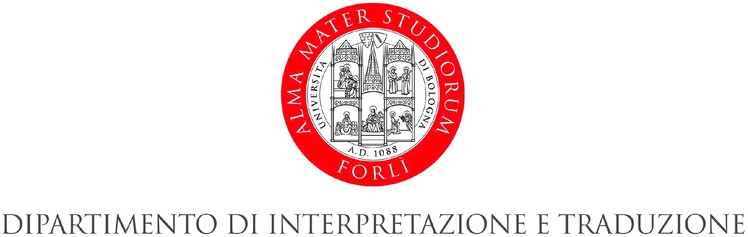 ALMA MATER STUDIORUM
UNIVERSITÀ DI BOLOGNA
A.D. 1088
FORLÌ
DIPARTIMENTO DI INTERPRETAZIONE E TRADUZIONE